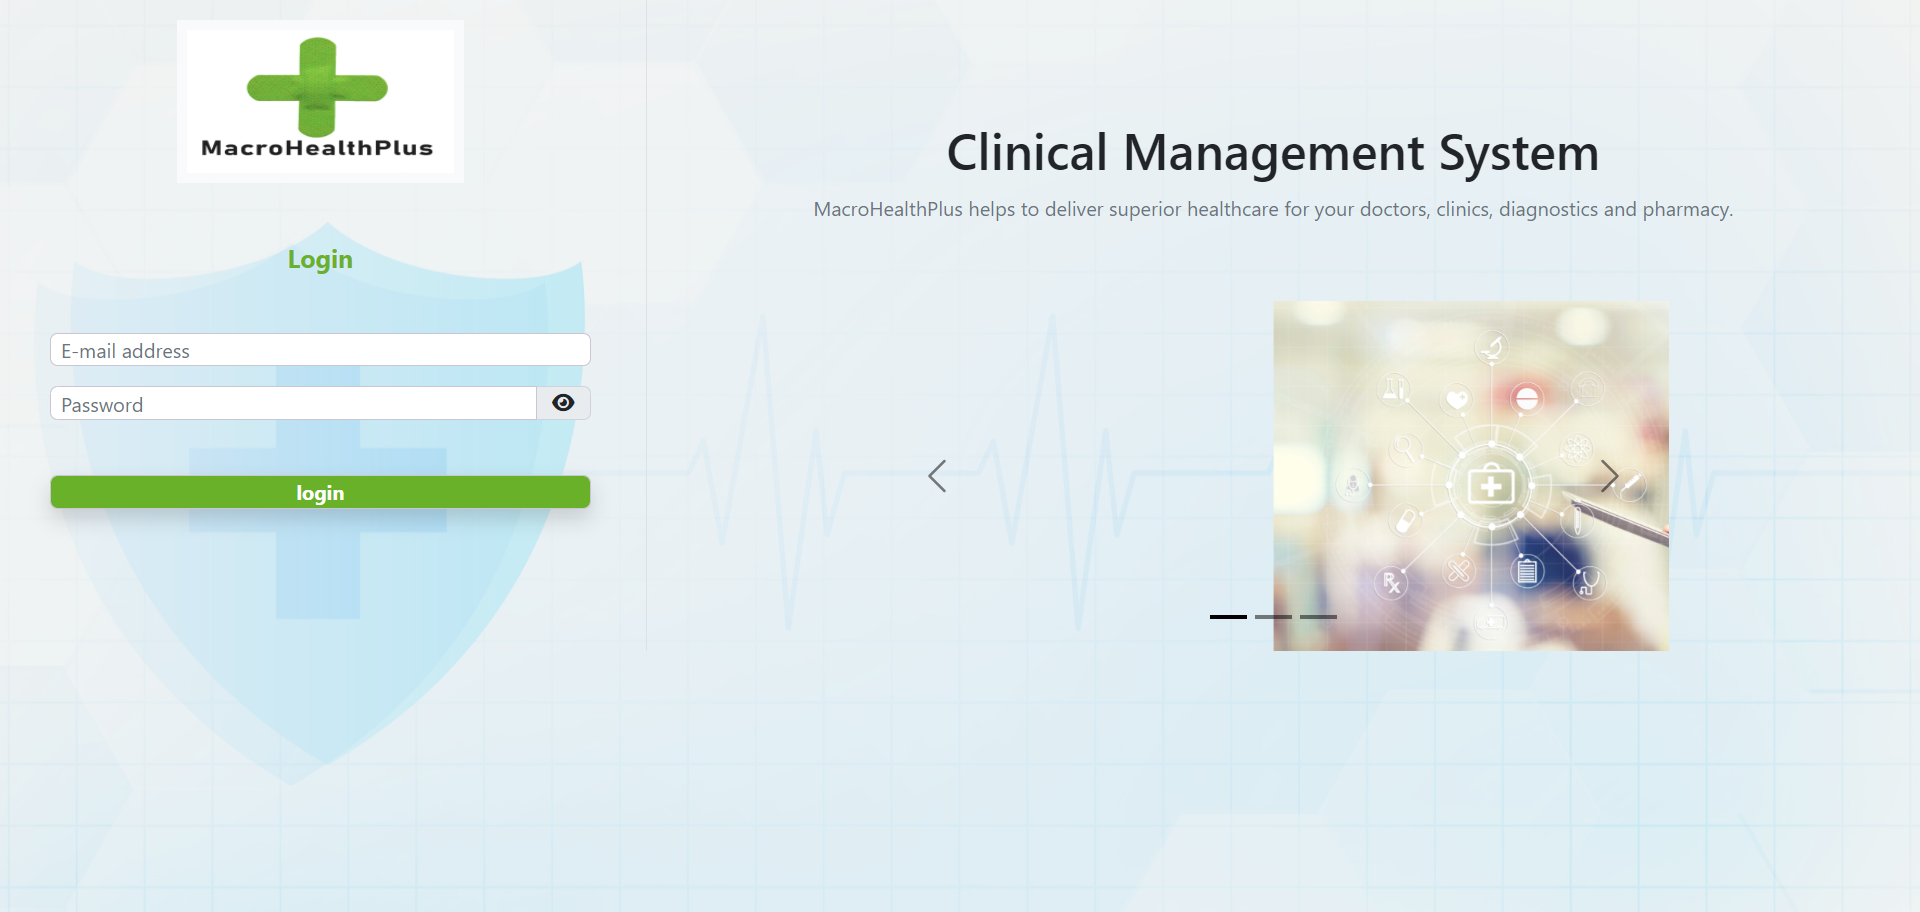 MacroHealthPlus
Login
E-mail address
Password
login
Clinical Management System
MacroHealthPlus helps to deliver superior healthcare for your doctors, clinics, diagnostics and pharmacy.
Rx